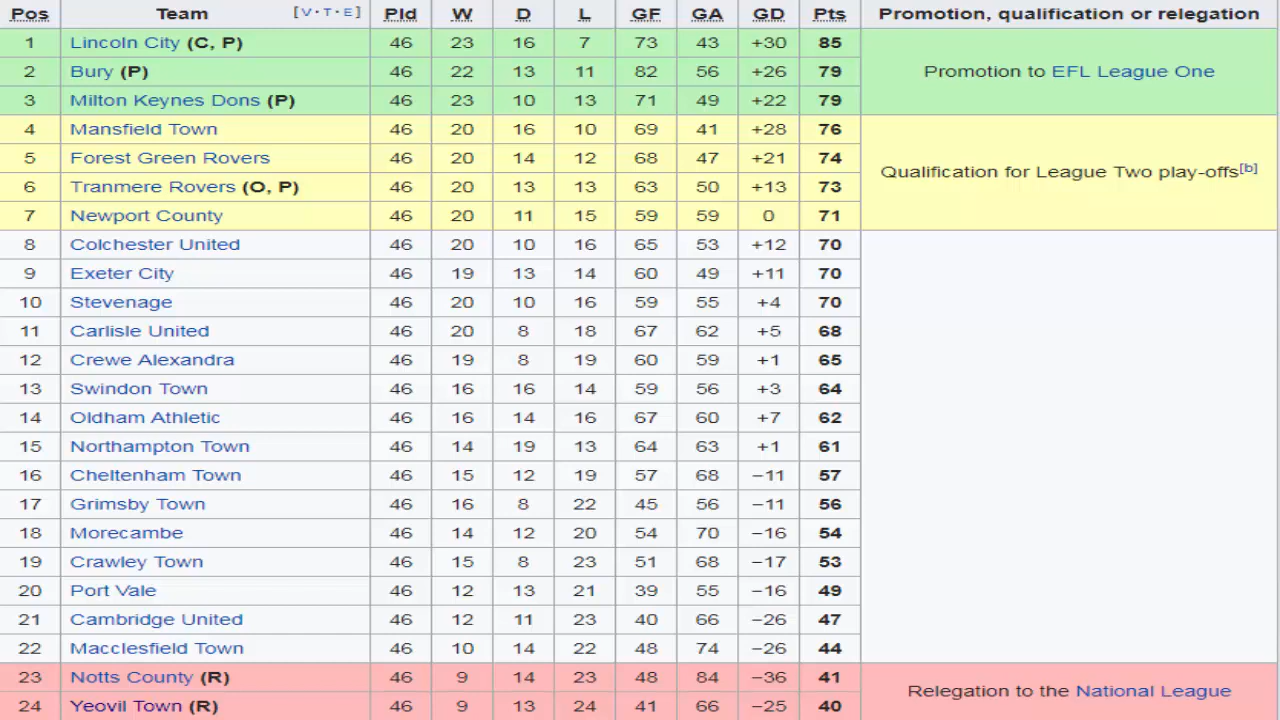 Pos Team [V·T·E] Pld W D L GF GA GD Pts Promotion, qualification or relegation
1 Lincoln City (C, P) 46 23 16 7 73 43 +30 85
2 Bury (P) 46 22 13 11 82 56 +26 79 Promotion to EFL League One
3 Milton Keynes Dons (P) 46 23 10 13 71 49 +22 79
4 Mansfield Town 46 20 16 10 69 41 +28 76
5 Forest Green Rovers 46 20 14 12 68 47 +21 74
Qualification for League Two play-offs[b]
6 Tranmere Rovers (O, P) 46 20 13 13 63 50 +13 73
7 Newport County 46 20 11 15 59 59 0 71
8 Colchester United 46 20 10 16 65 53 +12 70
9 Exeter City 46 19 13 14 60 49 +11 70
10 Stevenage 46 20 10 16 59 55 +4 70
11 Carlisle United 46 20 8 18 67 62 +5 68
12 Crewe Alexandra 46 19 8 19 60 59 +1 65
13 Swindon Town 46 16 16 14 59 56 +3 64
14 Oldham Athletic 46 16 14 16 67 60 +7 62
15 Northampton Town 46 14 19 13 64 63 +1 61
16 Cheltenham Town 46 15 12 19 57 68 −11 57
17 Grimsby Town 46 16 8 22 45 56 −11 56
18 Morecambe 46 14 12 20 54 70 −16 54
19 Crawley Town 46 15 8 23 51 68 −17 53
20 Port Vale 46 12 13 21 39 55 −16 49
21 Cambridge United 46 12 11 23 40 66 −26 47
22 Macclesfield Town 46 10 14 22 48 74 −26 44
23 Notts County (R) 46 9 14 23 48 84 −36 41
Relegation to the National League
24 Yeovil Town (R) 46 9 13 24 41 66 −25 40